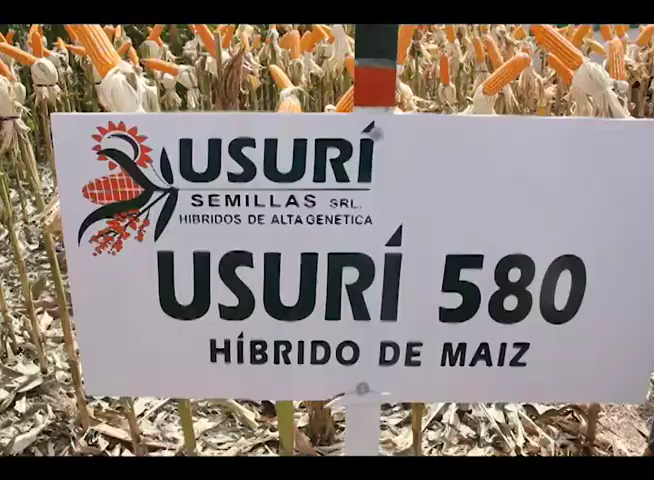 USURÍ
SEMILLAS SRL.
HIBRIDOS DE ALTA GENETICA
USURÍ 580
HÍBRIDO DE MAIZ